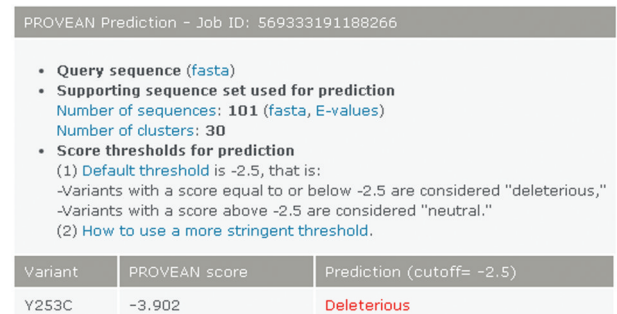 PROVEAN Prediction - Job ID: 569333191188266
• Query sequence (fasta)
• Supporting sequence set used for prediction
Number of sequences: 101 (fasta, E-values)
Number of clusters: 30
• Score thresholds for prediction
(1) Default threshold is -2.5, that is:
-Variants with a score equal to or below -2.5 are considered "deleterious,"
-Variants with a score above -2.5 are considered "neutral."
(2) How to use a more stringent threshold.
Variant PROVEAN score Prediction (cutoff= -2.5)
Y253C -3.902 Deleterious